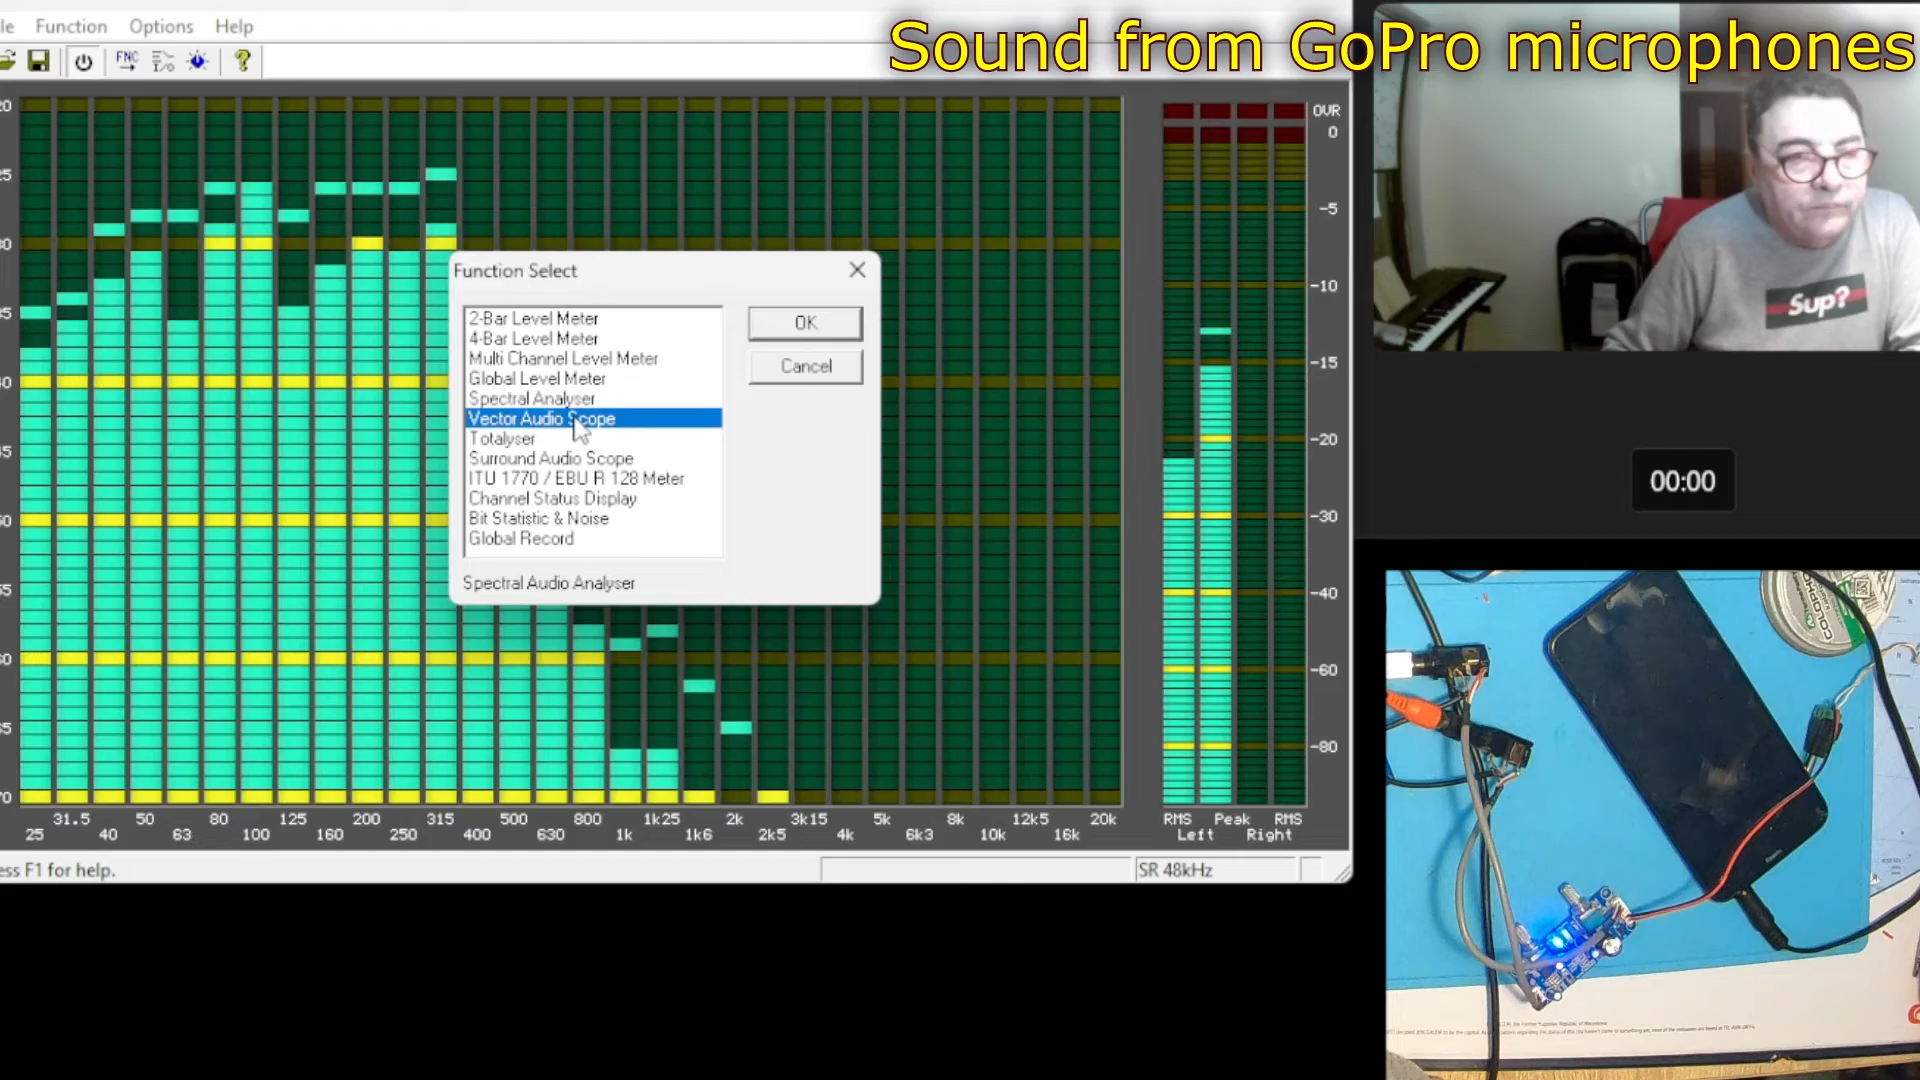 Sound from GoPro microphones
Function Options Help
FNC
OVR
0
-5
-10
-15
-20
-30
-40
-60
-80
Function Select
2-Bar Level Meter
4-Bar Level Meter
Multi Channel Level Meter
Global Level Meter
Spectral Analyser
Vector Audio Scope
Totalyser
Surround Audio Scope
ITU 1770 / EBU R 128 Meter
Channel Status Display
Bit Statistic & Noise
Global Record
OK
Cancel
Spectral Audio Analyser
31.5 50 80 125 200 315 500 800 1k25 2k 3k15 5k 8k 12k5 20k
25 40 63 100 160 250 400 630 1k 1k6 2k5 4k 6k3 10k 16k
RMS Peak RMS
Left Right
ess F1 for help.
SR 48kHz
Sup?
00:00